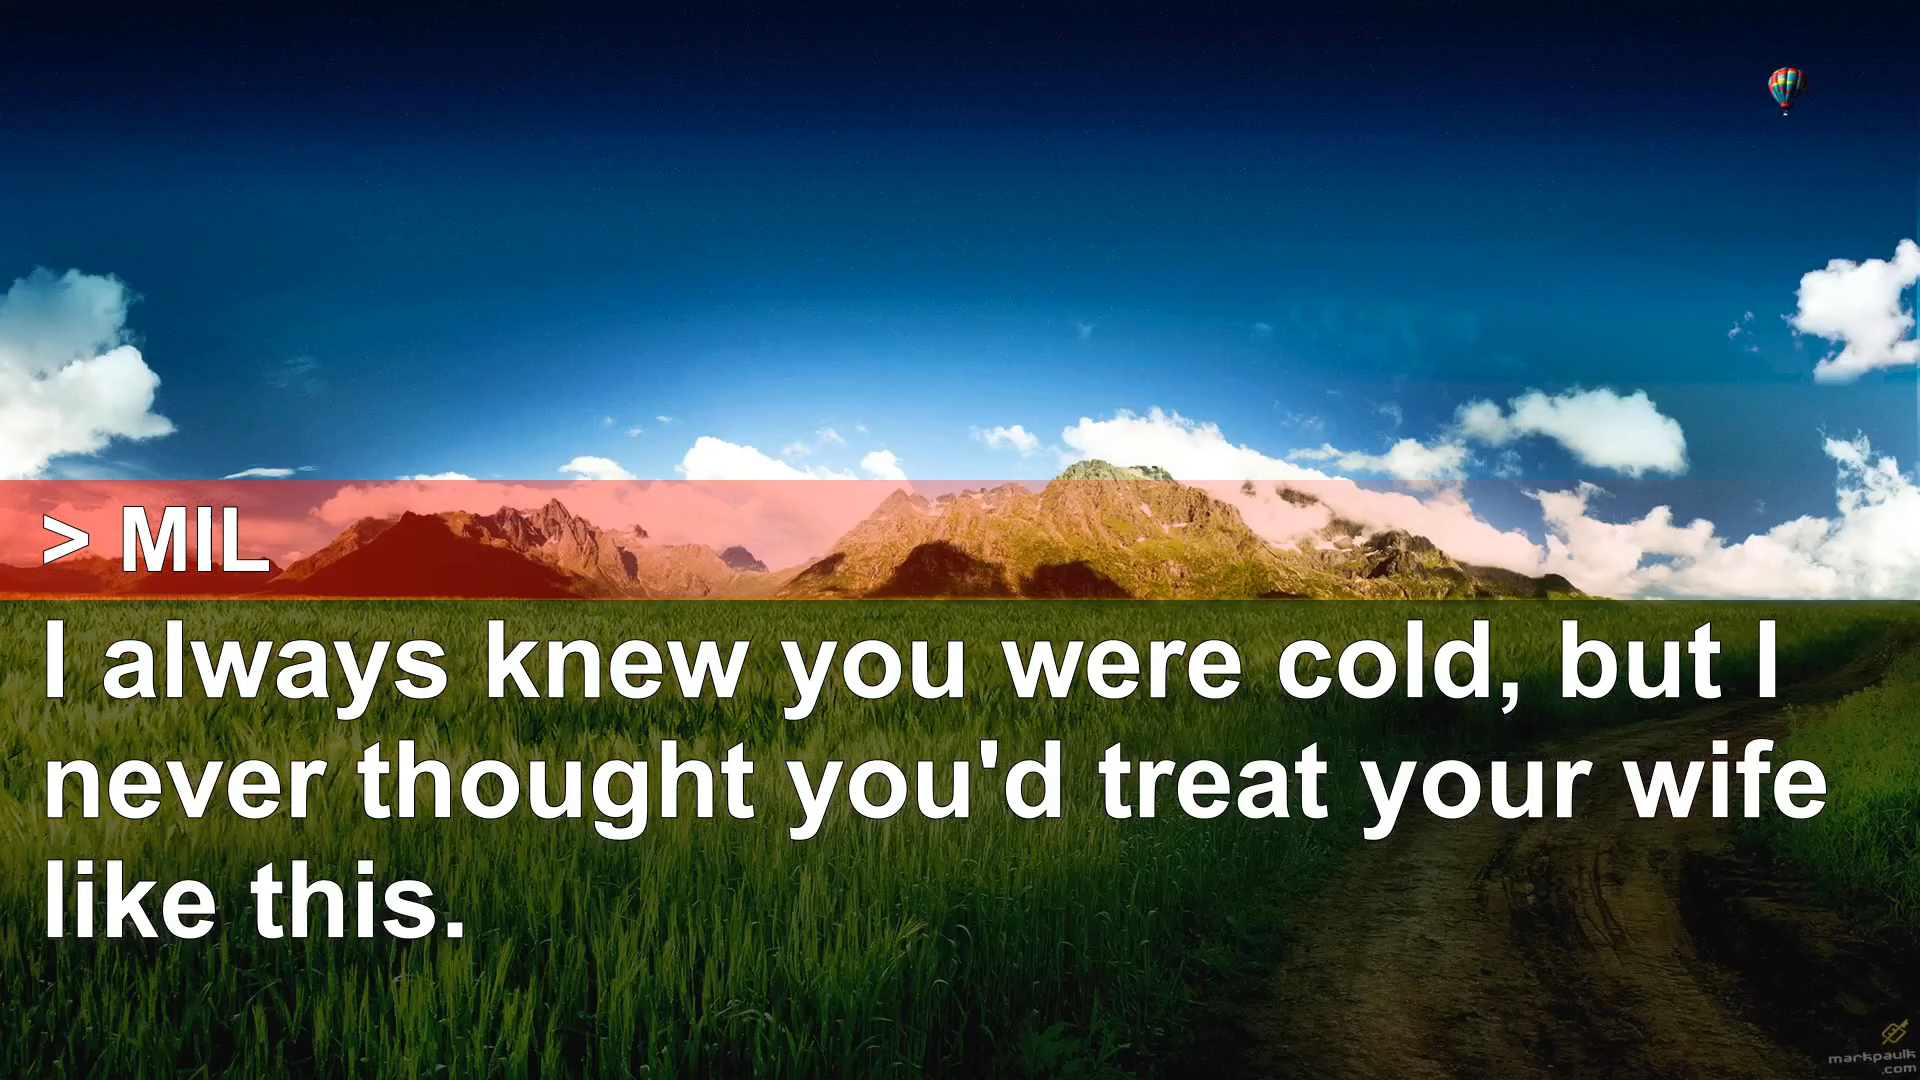 > MIL
I always knew you were cold, but I
never thought you'd treat your wife
like this.
markpaulk
.com